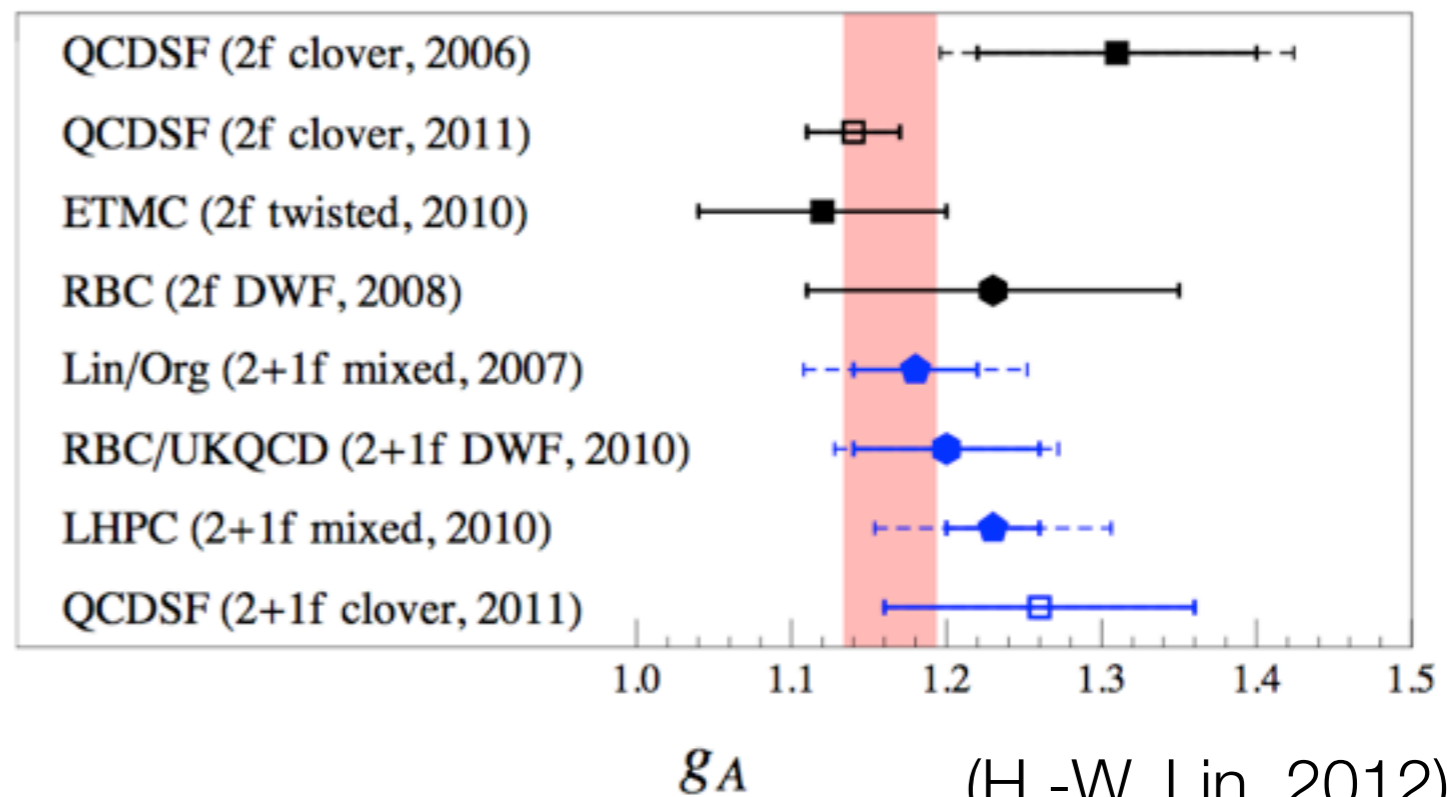 QCDSF (2f clover, 2006)
QCDSF (2f clover, 2011)
ETMC (2f twisted, 2010)
RBC (2f DWF, 2008)
Lin/Org (2+1f mixed, 2007)
RBC/UKQCD (2+1f DWF, 2010)
LHPC (2+1f mixed, 2010)
QCDSF (2+1f clover, 2011)
1.0 1.1 1.2 1.3 1.4 1.5
gA
(H.-W. Lin, 2012)